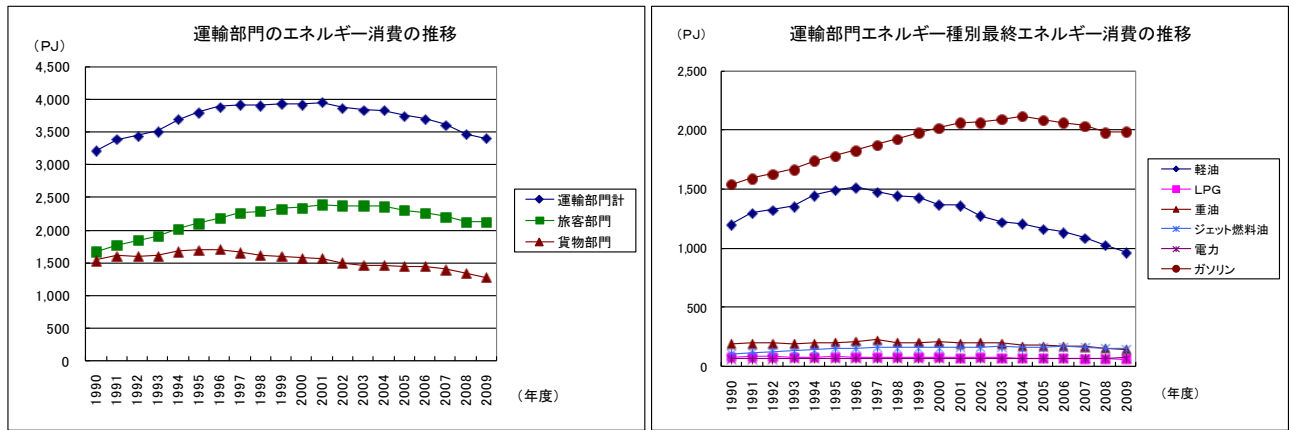 運輸部門のエネルギー消費の推移
(PJ)
4,500
4,000
3,500
3,000
2,500
2,000
1,500
1,000
500
0
1990 1991 1992 1993 1994 1995 1996 1997 1998 1999 2000 2001 2002 2003 2004 2005 2006 2007 2008 2009
(年度)
運輸部門計
旅客部門
貨物部門
運輸部門エネルギー種別最終エネルギー消費の推移
(PJ)
2,500
2,000
1,500
1,000
500
0
1990 1991 1992 1993 1994 1995 1996 1997 1998 1999 2000 2001 2002 2003 2004 2005 2006 2007 2008 2009
(年度)
軽油
LPG
重油
ジェット燃料油
電力
ガソリン